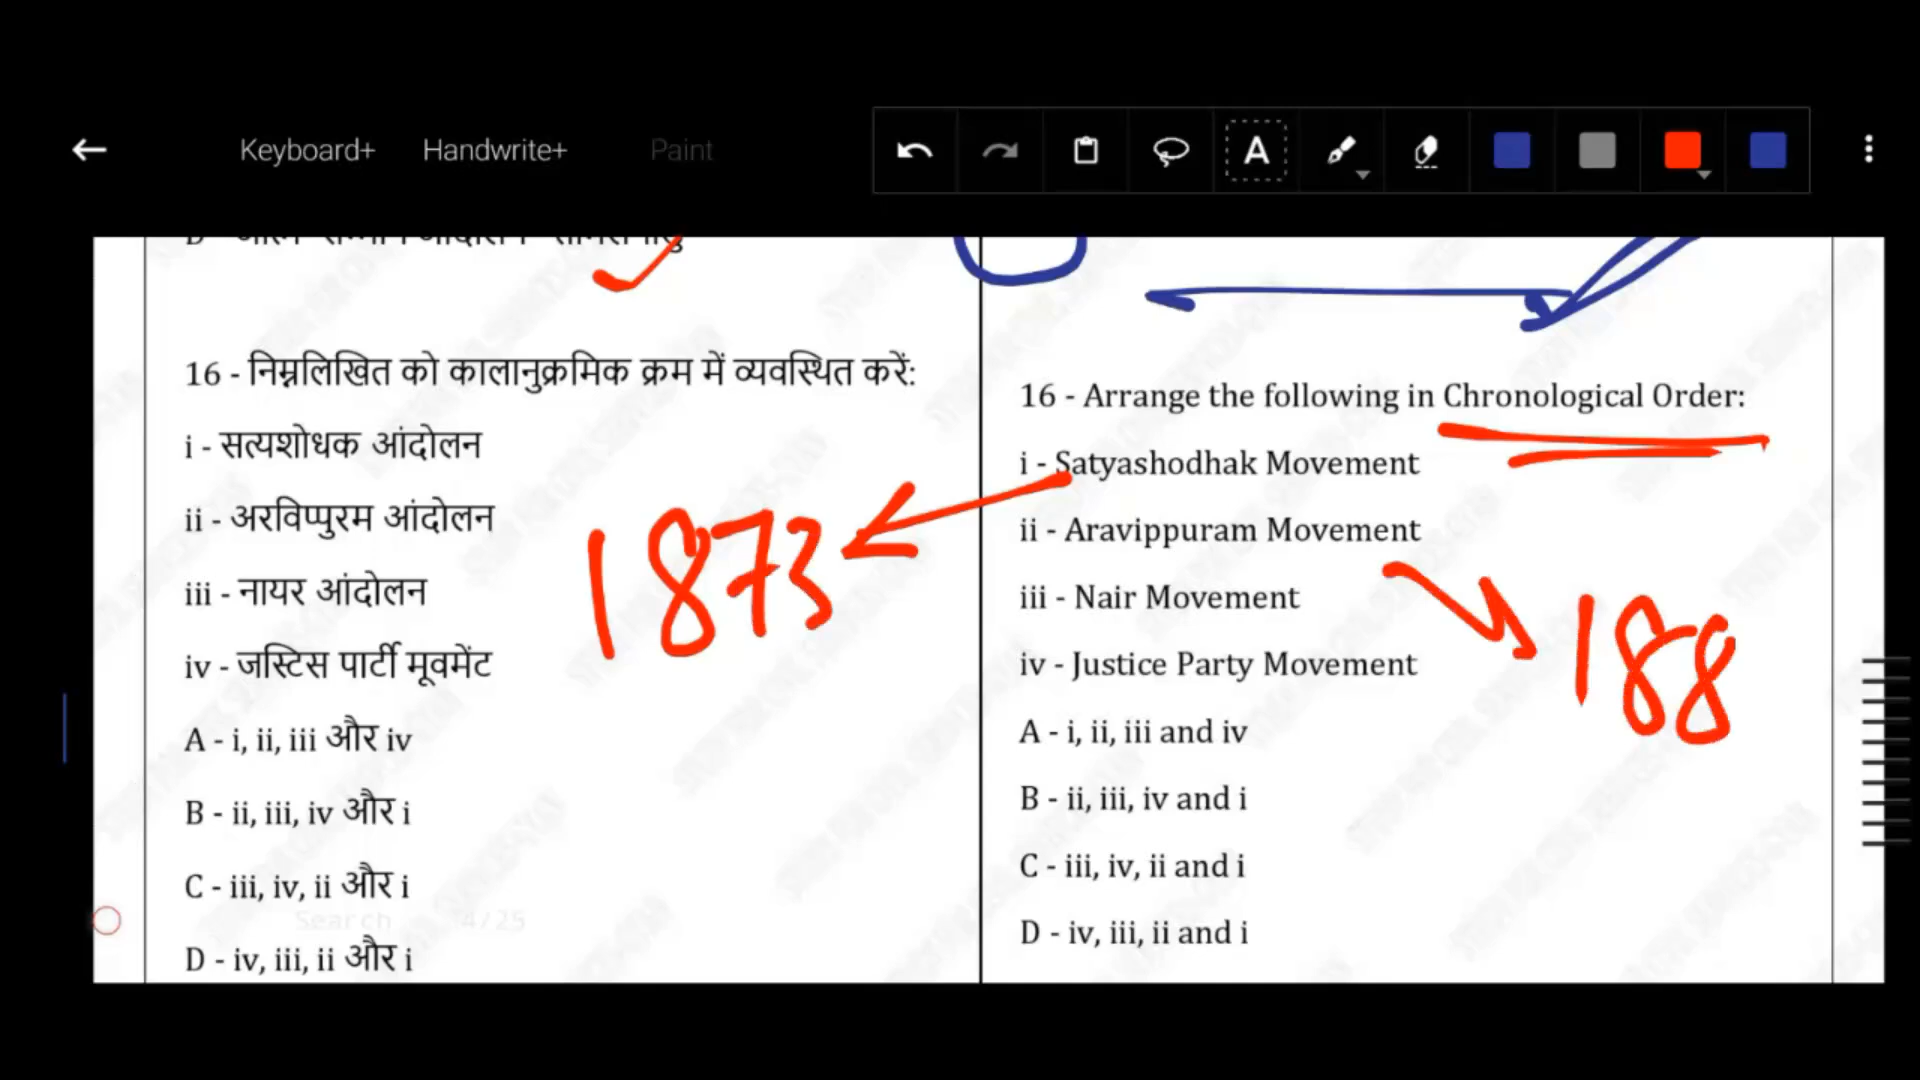 Keyboard+ Handwrite+ Paint
A
16 - निम्नलिखित को कालानुक्रमिक क्रम में व्यवस्थित करें:
i - सत्यशोधक आंदोलन
ii - अरविप्पुरम आंदोलन
iii - नायर आंदोलन
iv - जस्टिस पार्टी मूवमेंट
A - i, ii, iii और iv
B - ii, iii, iv और i
C - iii, iv, ii और i
Search 4/25
D - iv, iii, ii और i
1873
16 - Arrange the following in Chronological Order:
i - Satyashodhak Movement
ii - Aravippuram Movement
iii - Nair Movement
iv - Justice Party Movement
A - i, ii, iii and iv
B - ii, iii, iv and i
C - iii, iv, ii and i
D - iv, iii, ii and i
188